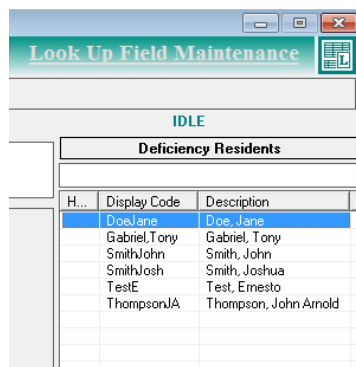 Look Up Field Maintenance
L
IDLE
Deficiency Residents
H... Display Code Description
DoeJane Doe, Jane
Gabriel,Tony Gabriel, Tony
SmithJohn Smith, John
SmithJosh Smith, Joshua
TestE Test, Ernesto
ThompsonJA Thompson, John Arnold